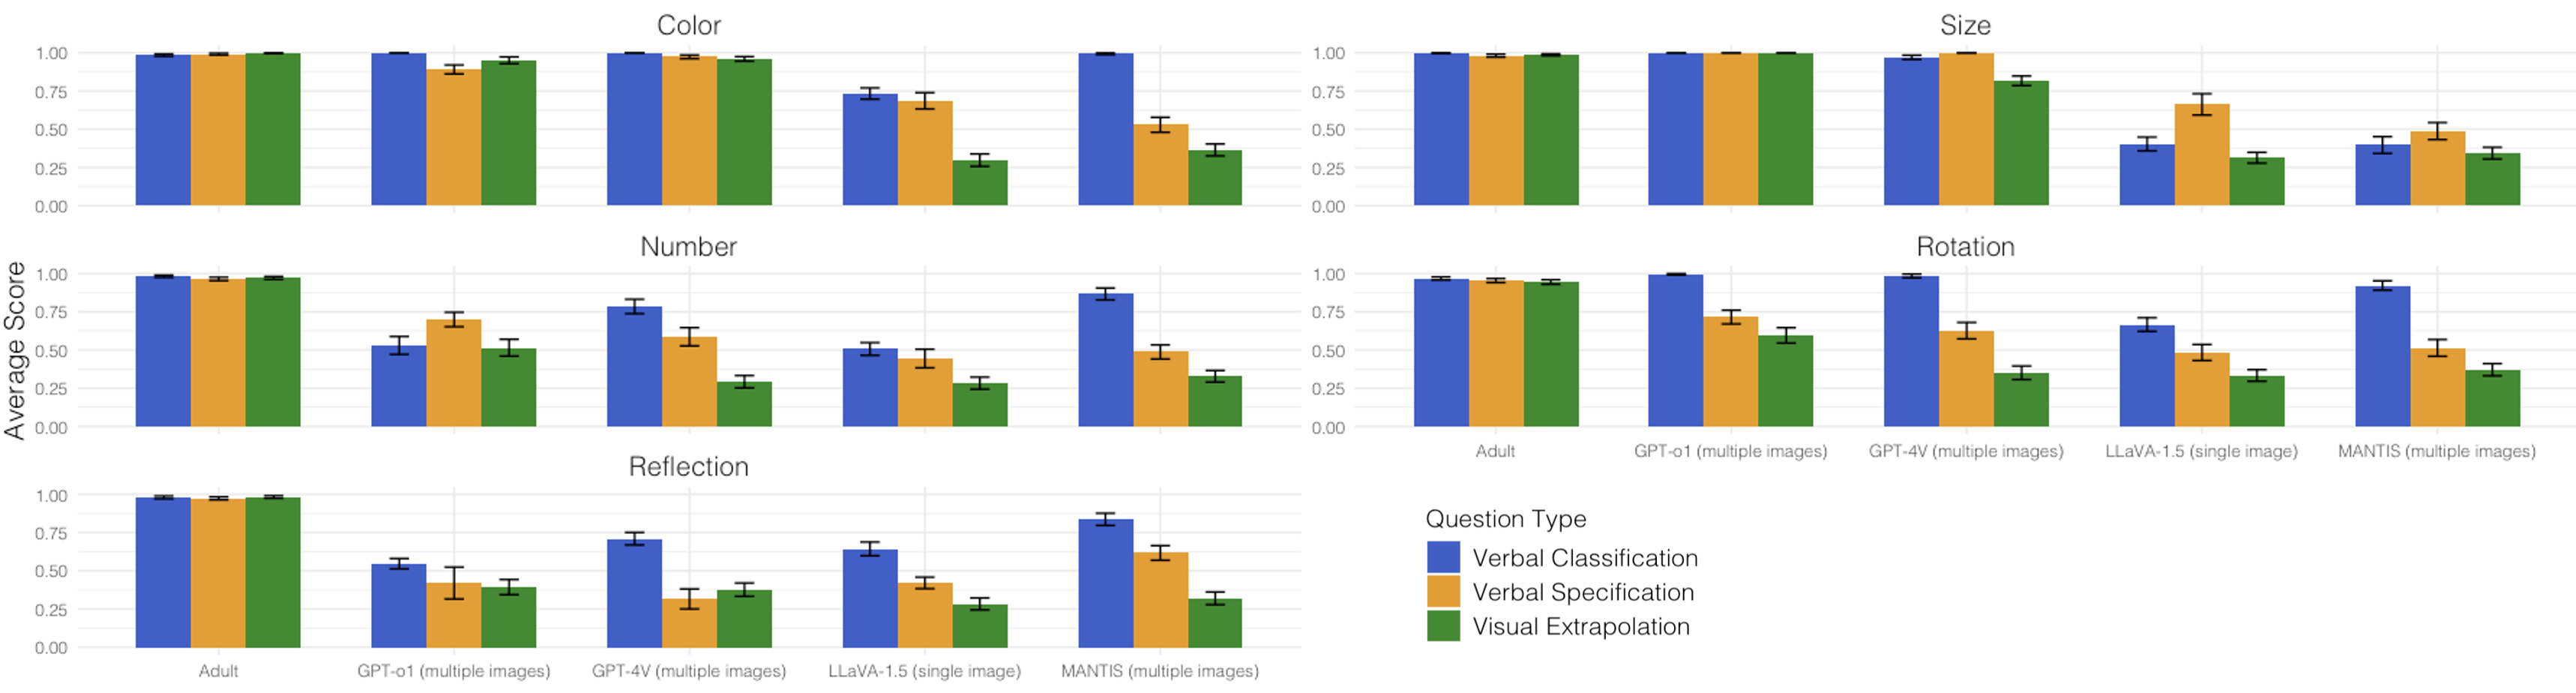 Color
1.00
0.75
0.50
0.25
0.00
Size
1.00
0.75
0.50
0.25
0.00
Average Score
Number
1.00
0.75
0.50
0.25
0.00
Rotation
1.00
0.75
0.50
0.25
0.00
Adult
GPT-o1 (multiple images)
GPT-4V (multiple images)
LLaVA-1.5 (single image)
MANTIS (multiple images)
Reflection
1.00
0.75
0.50
0.25
0.00
Adult
GPT-o1 (multiple images)
GPT-4V (multiple images)
LLaVA-1.5 (single image)
MANTIS (multiple images)
Question Type
Verbal Classification
Verbal Specification
Visual Extrapolation